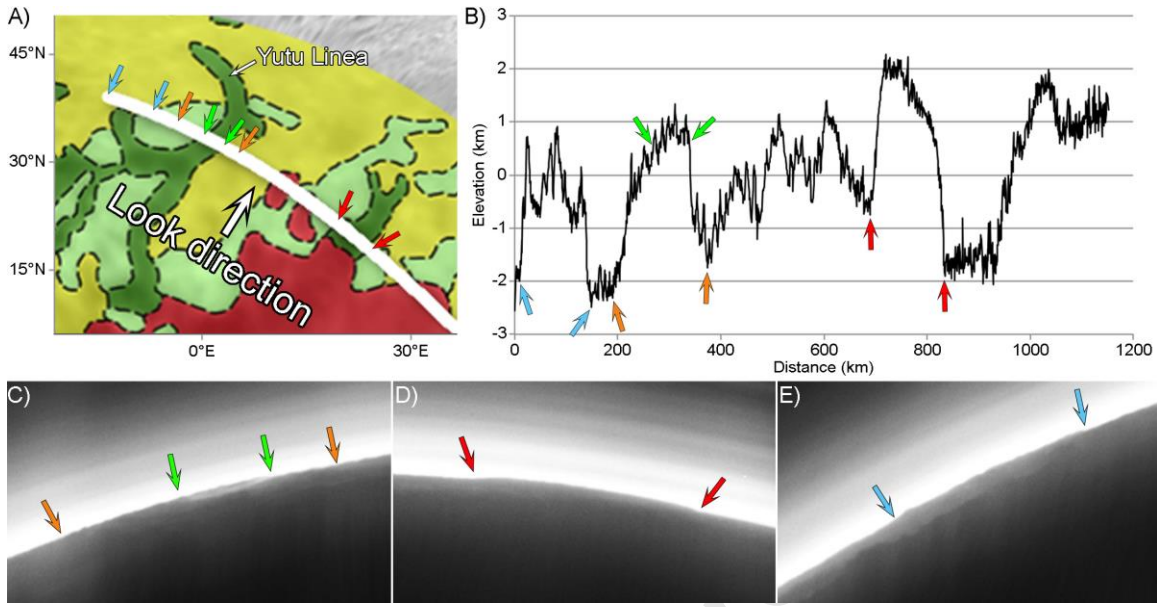 A)
45°N
30°N
15°N
0°E
30°E
Yutu Linea
Look direction
B)
Elevation (km)
3
2
1
0
-1
-2
-3
0
200
400
600
800
1000
1200
Distance (km)
C)
D)
E)